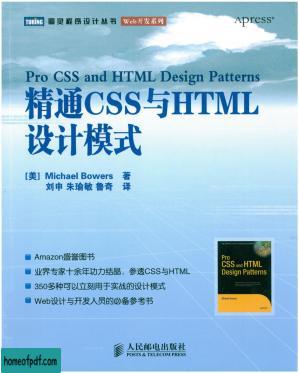 TURING 图灵程序设计丛书 Web开发系列
Apress®
Pro CSS and HTML Design Patterns
精通CSS与HTML
设计模式
[美] Michael Bowers 著
刘申 朱瑜敏 鲁奇 译
Amazon盛誉图书
业界专家十余年功力结晶，参透CSS与HTML
350多种可以立刻用于实战的设计模式
Web设计与开发人员的必备参考书
Pro
CSS and HTML
Design Patterns
人民邮电出版社
POSTS & TELECOM PRESS
homeofpdf.com